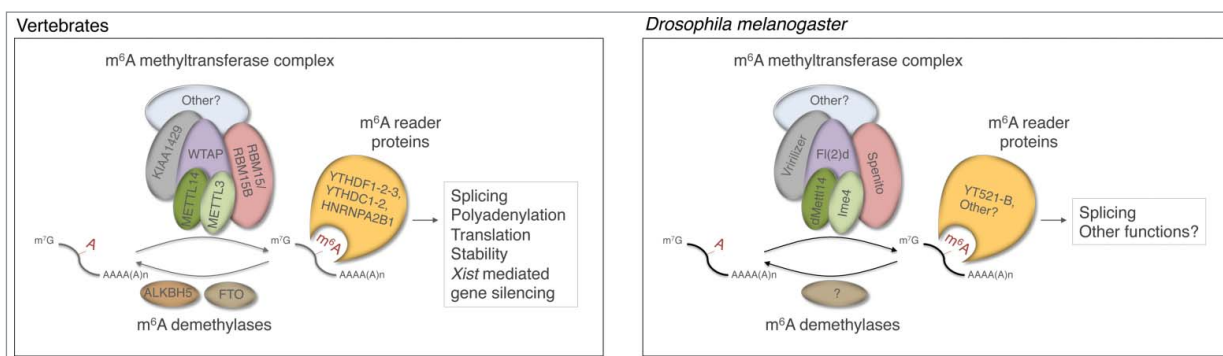 Vertebrates
m⁶A methyltransferase complex
Other?
KIAA1429
WTAP
RBM15/
RBM15B
METTL14
METTL3
m⁶A reader
proteins
YTHDF1-2-3,
YTHDC1-2,
HNRNPA2B1
m⁷G
A
AAAA(A)n
m⁷G
m⁶A
AAAA(A)n
Splicing
Polyadenylation
Translation
Stability
Xist mediated
gene silencing
ALKBH5
FTO
m⁶A demethylases
Drosophila melanogaster
m⁶A methyltransferase complex
Other?
Vririlizer
Fl(2)d
Spenito
dMettl14
Ime4
m⁶A reader
proteins
YT521-B,
Other?
m⁷G
A
AAAA(A)n
m⁷G
m⁶A
AAAA(A)n
Splicing
Other functions?
?
m⁶A demethylases